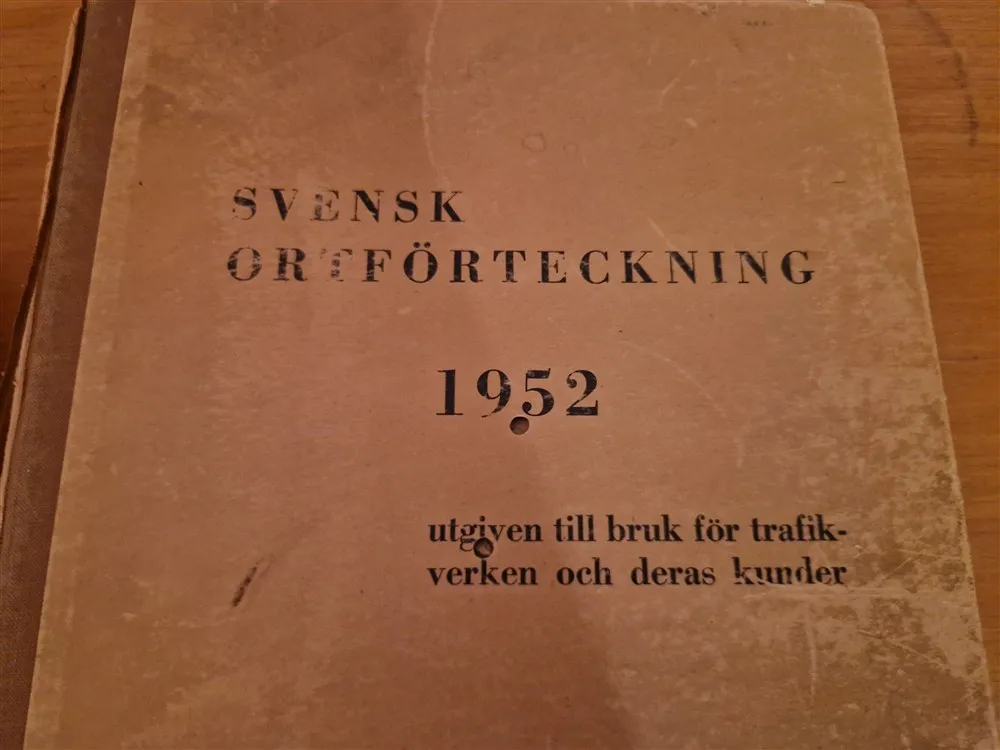 SVENSK
ORTFÖRTECKNING
1952
utgiven till bruk för trafik-
verken och deras kunder